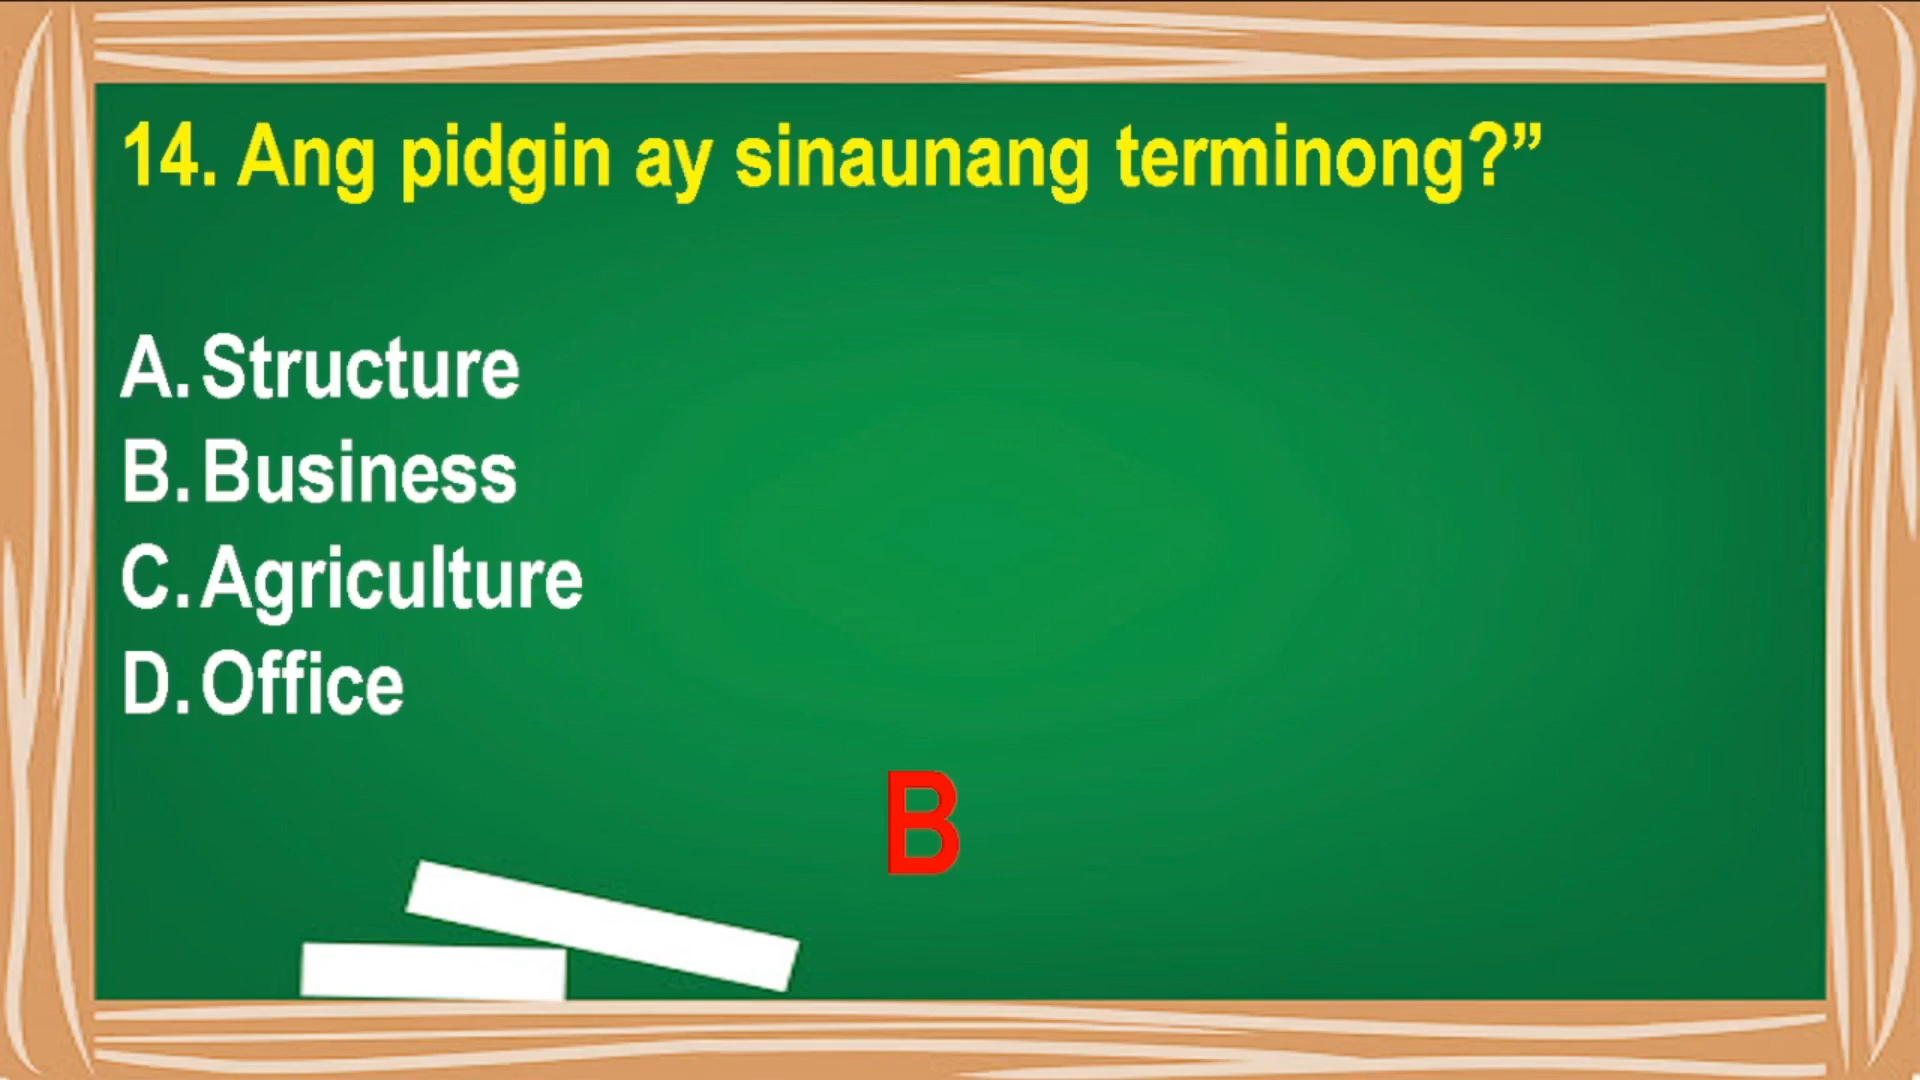 14. Ang pidgin ay sinaunang terminong?”
A. Structure
B. Business
C. Agriculture
D. Office
B